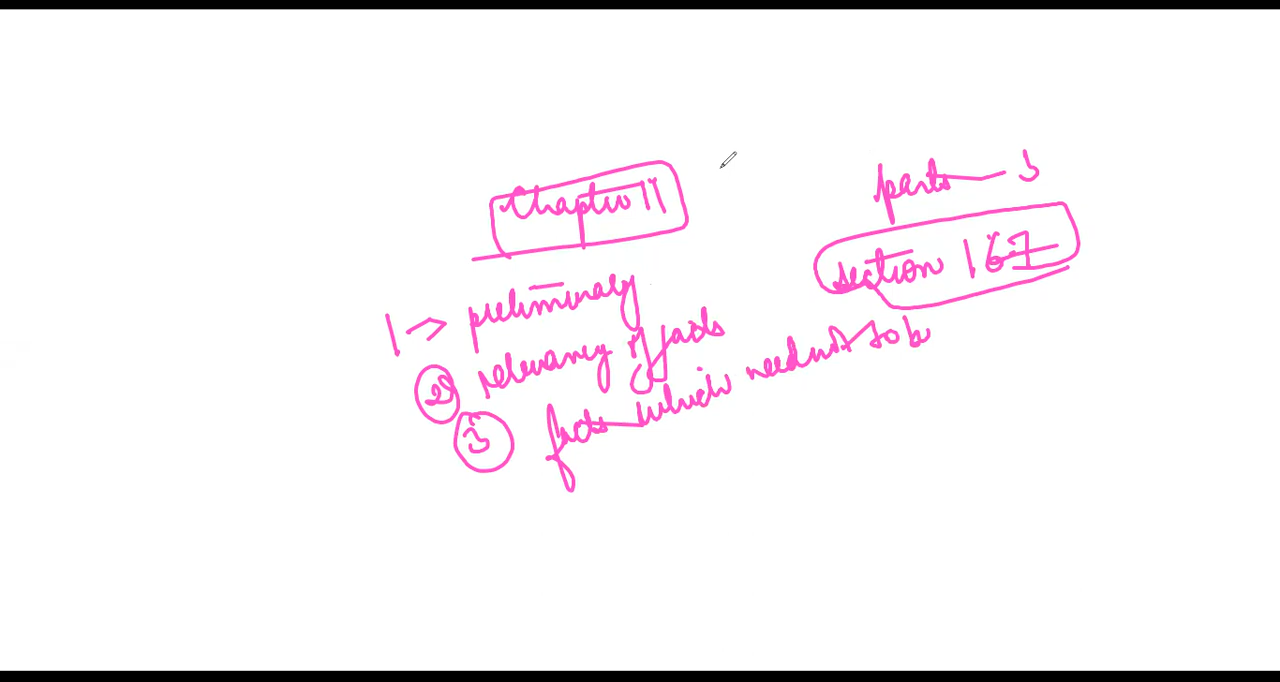 Chapter 11
parts — 3
section 167
1 → preliminary
2 relevancy of facts
3 facts which need not to be